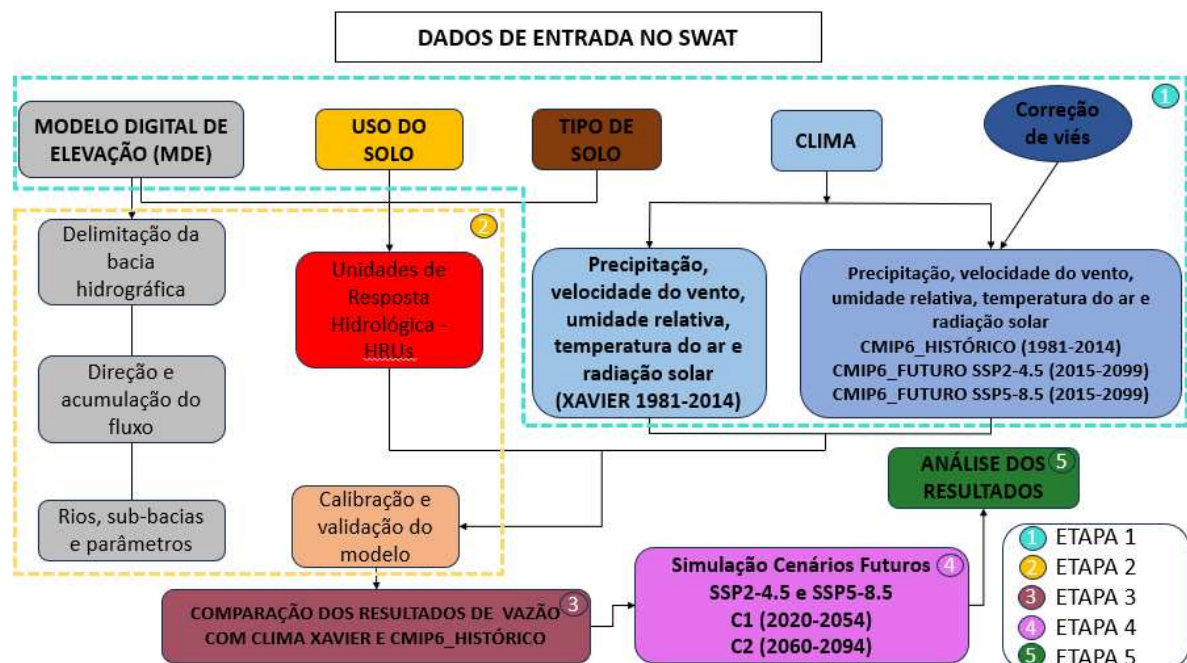 DADOS DE ENTRADA NO SWAT
1
MODELO DIGITAL DE
ELEVAÇÃO (MDE)
USO DO
SOLO
TIPO DE
SOLO
CLIMA
Correção
de viés
2
Delimitação da
bacia
hidrográfica
Unidades de
Resposta
Hidrológica -
HRUs
Precipitação,
velocidade do vento,
umidade relativa,
temperatura do ar e
radiação solar
(XAVIER 1981-2014)
Precipitação, velocidade do vento,
umidade relativa, temperatura do ar e
radiação solar
CMIP6_HISTÓRICO (1981-2014)
CMIP6_FUTURO SSP2-4.5 (2015-2099)
CMIP6_FUTURO SSP5-8.5 (2015-2099)
Direção e
acumulação do
fluxo
Rios, sub-bacias
e parâmetros
Calibração e
validação do
modelo
COMPARAÇÃO DOS RESULTADOS DE VAZÃO
COM CLIMA XAVIER E CMIP6_HISTÓRICO
3
Simulação Cenários Futuros
SSP2-4.5 e SSP5-8.5
C1 (2020-2054)
C2 (2060-2094)
4
ANÁLISE DOS
RESULTADOS
5
1 ETAPA 1
2 ETAPA 2
3 ETAPA 3
4 ETAPA 4
5 ETAPA 5